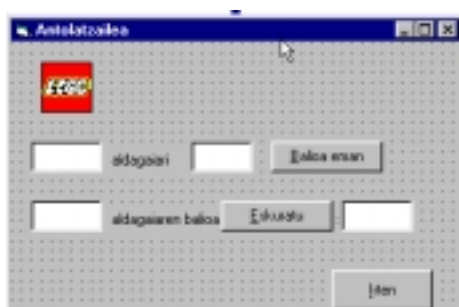 Antolatzailea
LEGO
aldagaiari Balioa eman
aldagaiaren balioa Eskuratu
Irten